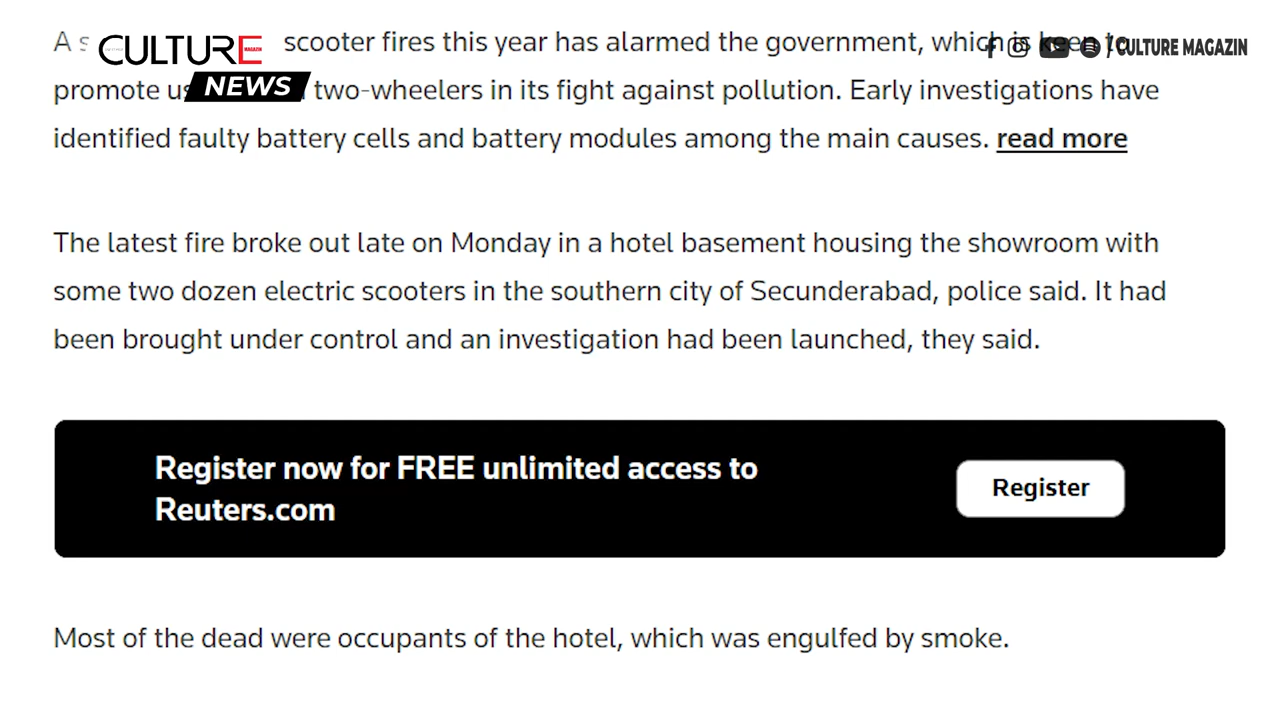 CULTURE
MAGAZIN
NEWS
/ CULTURE MAGAZIN
A s scooter fires this year has alarmed the government, which is keen to
promote us two-wheelers in its fight against pollution. Early investigations have
identified faulty battery cells and battery modules among the main causes. read more
The latest fire broke out late on Monday in a hotel basement housing the showroom with
some two dozen electric scooters in the southern city of Secunderabad, police said. It had
been brought under control and an investigation had been launched, they said.
Register now for FREE unlimited access to
Reuters.com
Register
Most of the dead were occupants of the hotel, which was engulfed by smoke.